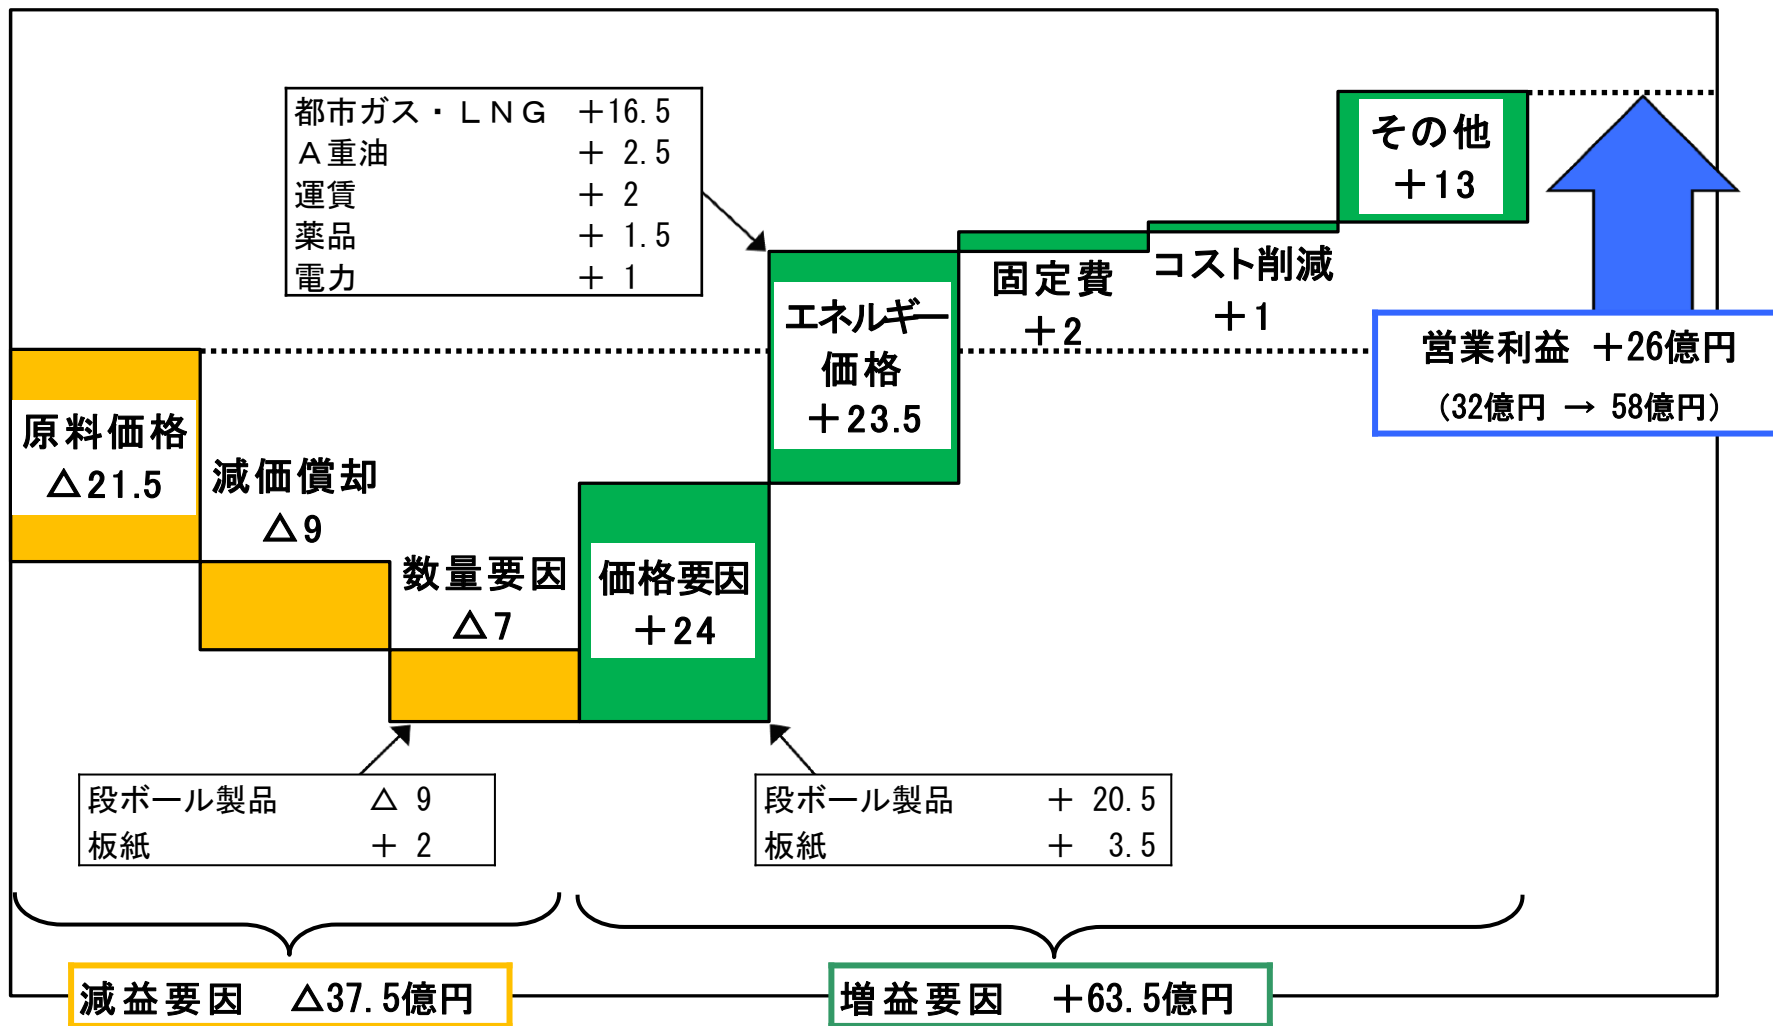 都市ガス・ＬＮＧ ＋16.5
Ａ重油 ＋ 2.5
運賃 ＋ 2
薬品 ＋ 1.5
電力 ＋ 1
その他
＋13
エネルギー
価格
＋23.5
固定費
＋2
コスト削減
＋1
営業利益 ＋26億円
（32億円 → 58億円）
原料価格
△21.5
減価償却
△9
数量要因
△7
価格要因
＋24
段ボール製品 △ 9
板紙 ＋ 2
段ボール製品 ＋ 20.5
板紙 ＋ 3.5
減益要因 △37.5億円
増益要因 ＋63.5億円